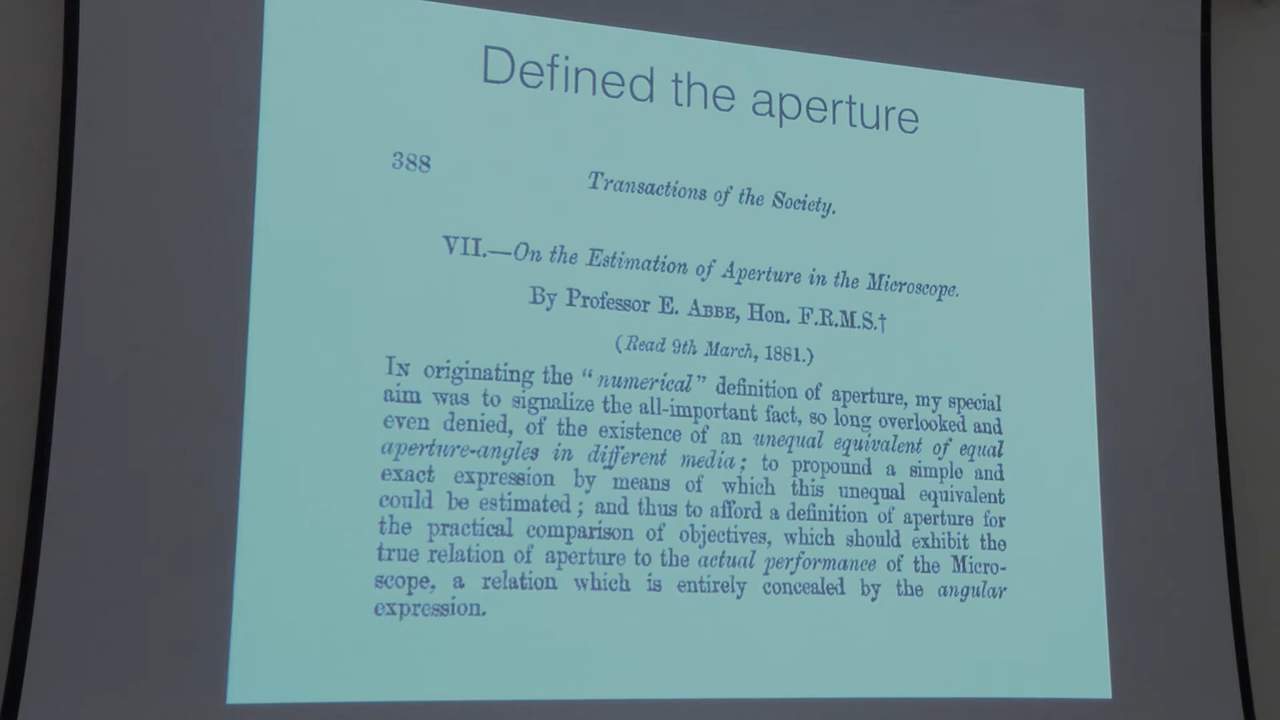 Defined the aperture
388
Transactions of the Society.
VII.—On the Estimation of Aperture in the Microscope.
By Professor E. ABBE, Hon. F.R.M.S.†
(Read 9th March, 1881.)
IN originating the “numerical” definition of aperture, my special
aim was to signalize the all-important fact, so long overlooked and
even denied, of the existence of an unequal equivalent of equal
aperture-angles in different media; to propound a simple and
exact expression by means of which this unequal equivalent
could be estimated; and thus to afford a definition of aperture for
the practical comparison of objectives, which should exhibit the
true relation of aperture to the actual performance of the Micro-
scope, a relation which is entirely concealed by the angular
expression.